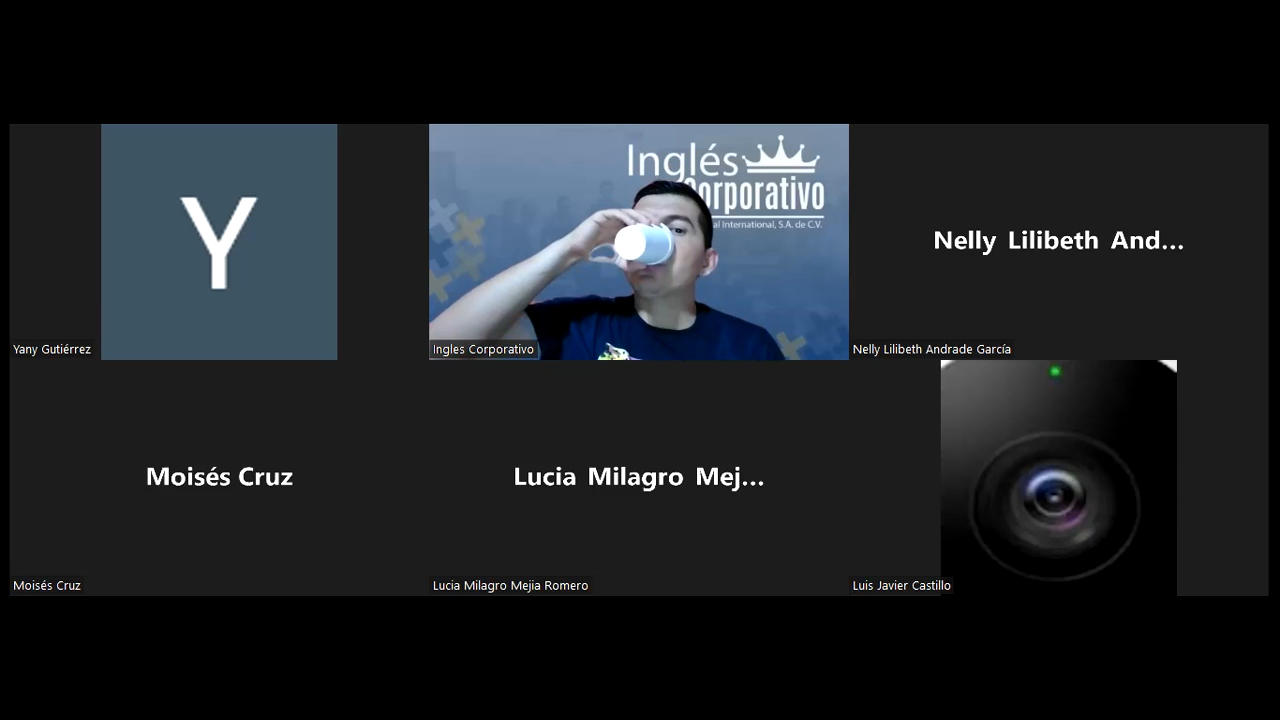 Y
Yany Gutiérrez
Inglés
Corporativo
al International, S.A. de C.V.
Ingles Corporativo
Nelly Lilibeth And...
Nelly Lilibeth Andrade García
Moisés Cruz
Moisés Cruz
Lucia Milagro Mej...
Lucia Milagro Mejia Romero
Luis Javier Castillo